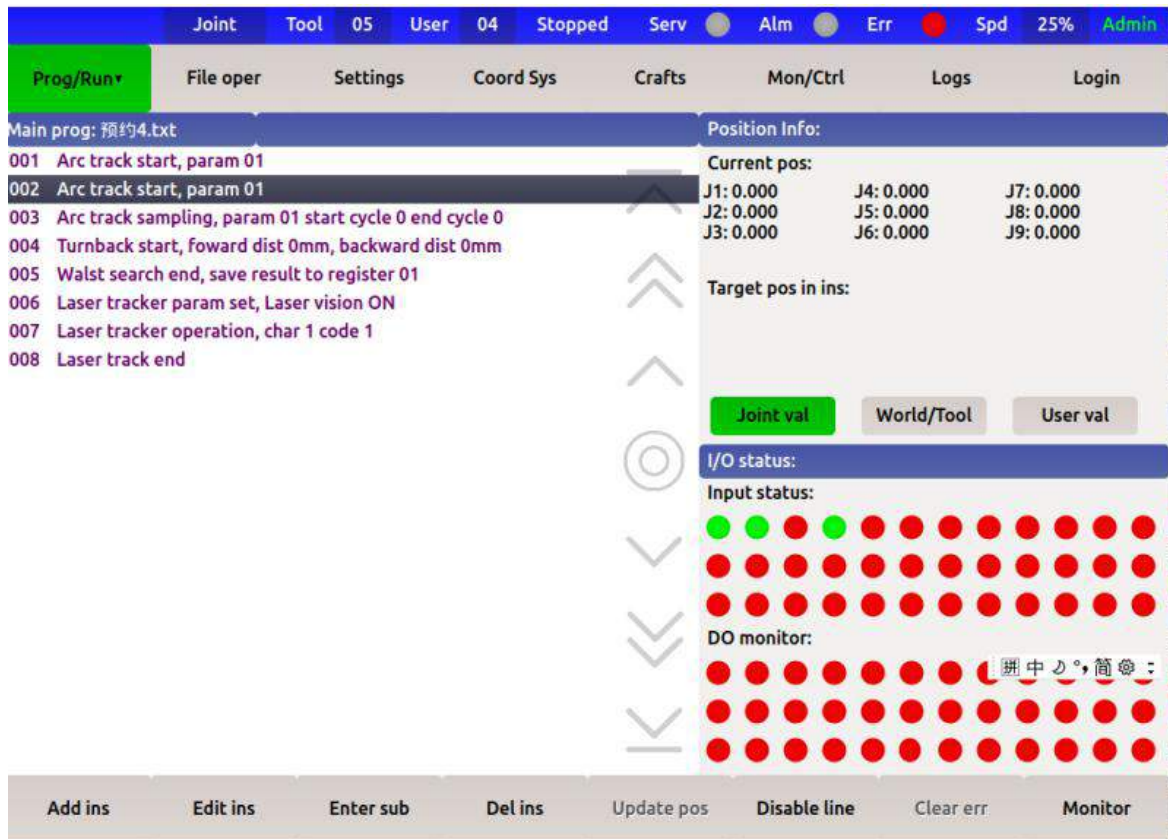 Joint Tool 05 User 04 Stopped Serv Alm Err Spd 25% Admin
Prog/Run▾ File oper Settings Coord Sys Crafts Mon/Ctrl Logs Login
Main prog: 预约4.txt
001 Arc track start, param 01
002 Arc track start, param 01
003 Arc track sampling, param 01 start cycle 0 end cycle 0
004 Turnback start, foward dist 0mm, backward dist 0mm
005 Walst search end, save result to register 01
006 Laser tracker param set, Laser vision ON
007 Laser tracker operation, char 1 code 1
008 Laser track end
Position Info:
Current pos:
J1: 0.000 J4: 0.000 J7: 0.000
J2: 0.000 J5: 0.000 J8: 0.000
J3: 0.000 J6: 0.000 J9: 0.000
Target pos in ins:
Joint val World/Tool User val
I/O status:
Input status:
DO monitor:
拼 中 简
Add ins Edit ins Enter sub Del ins Update pos Disable line Clear err Monitor